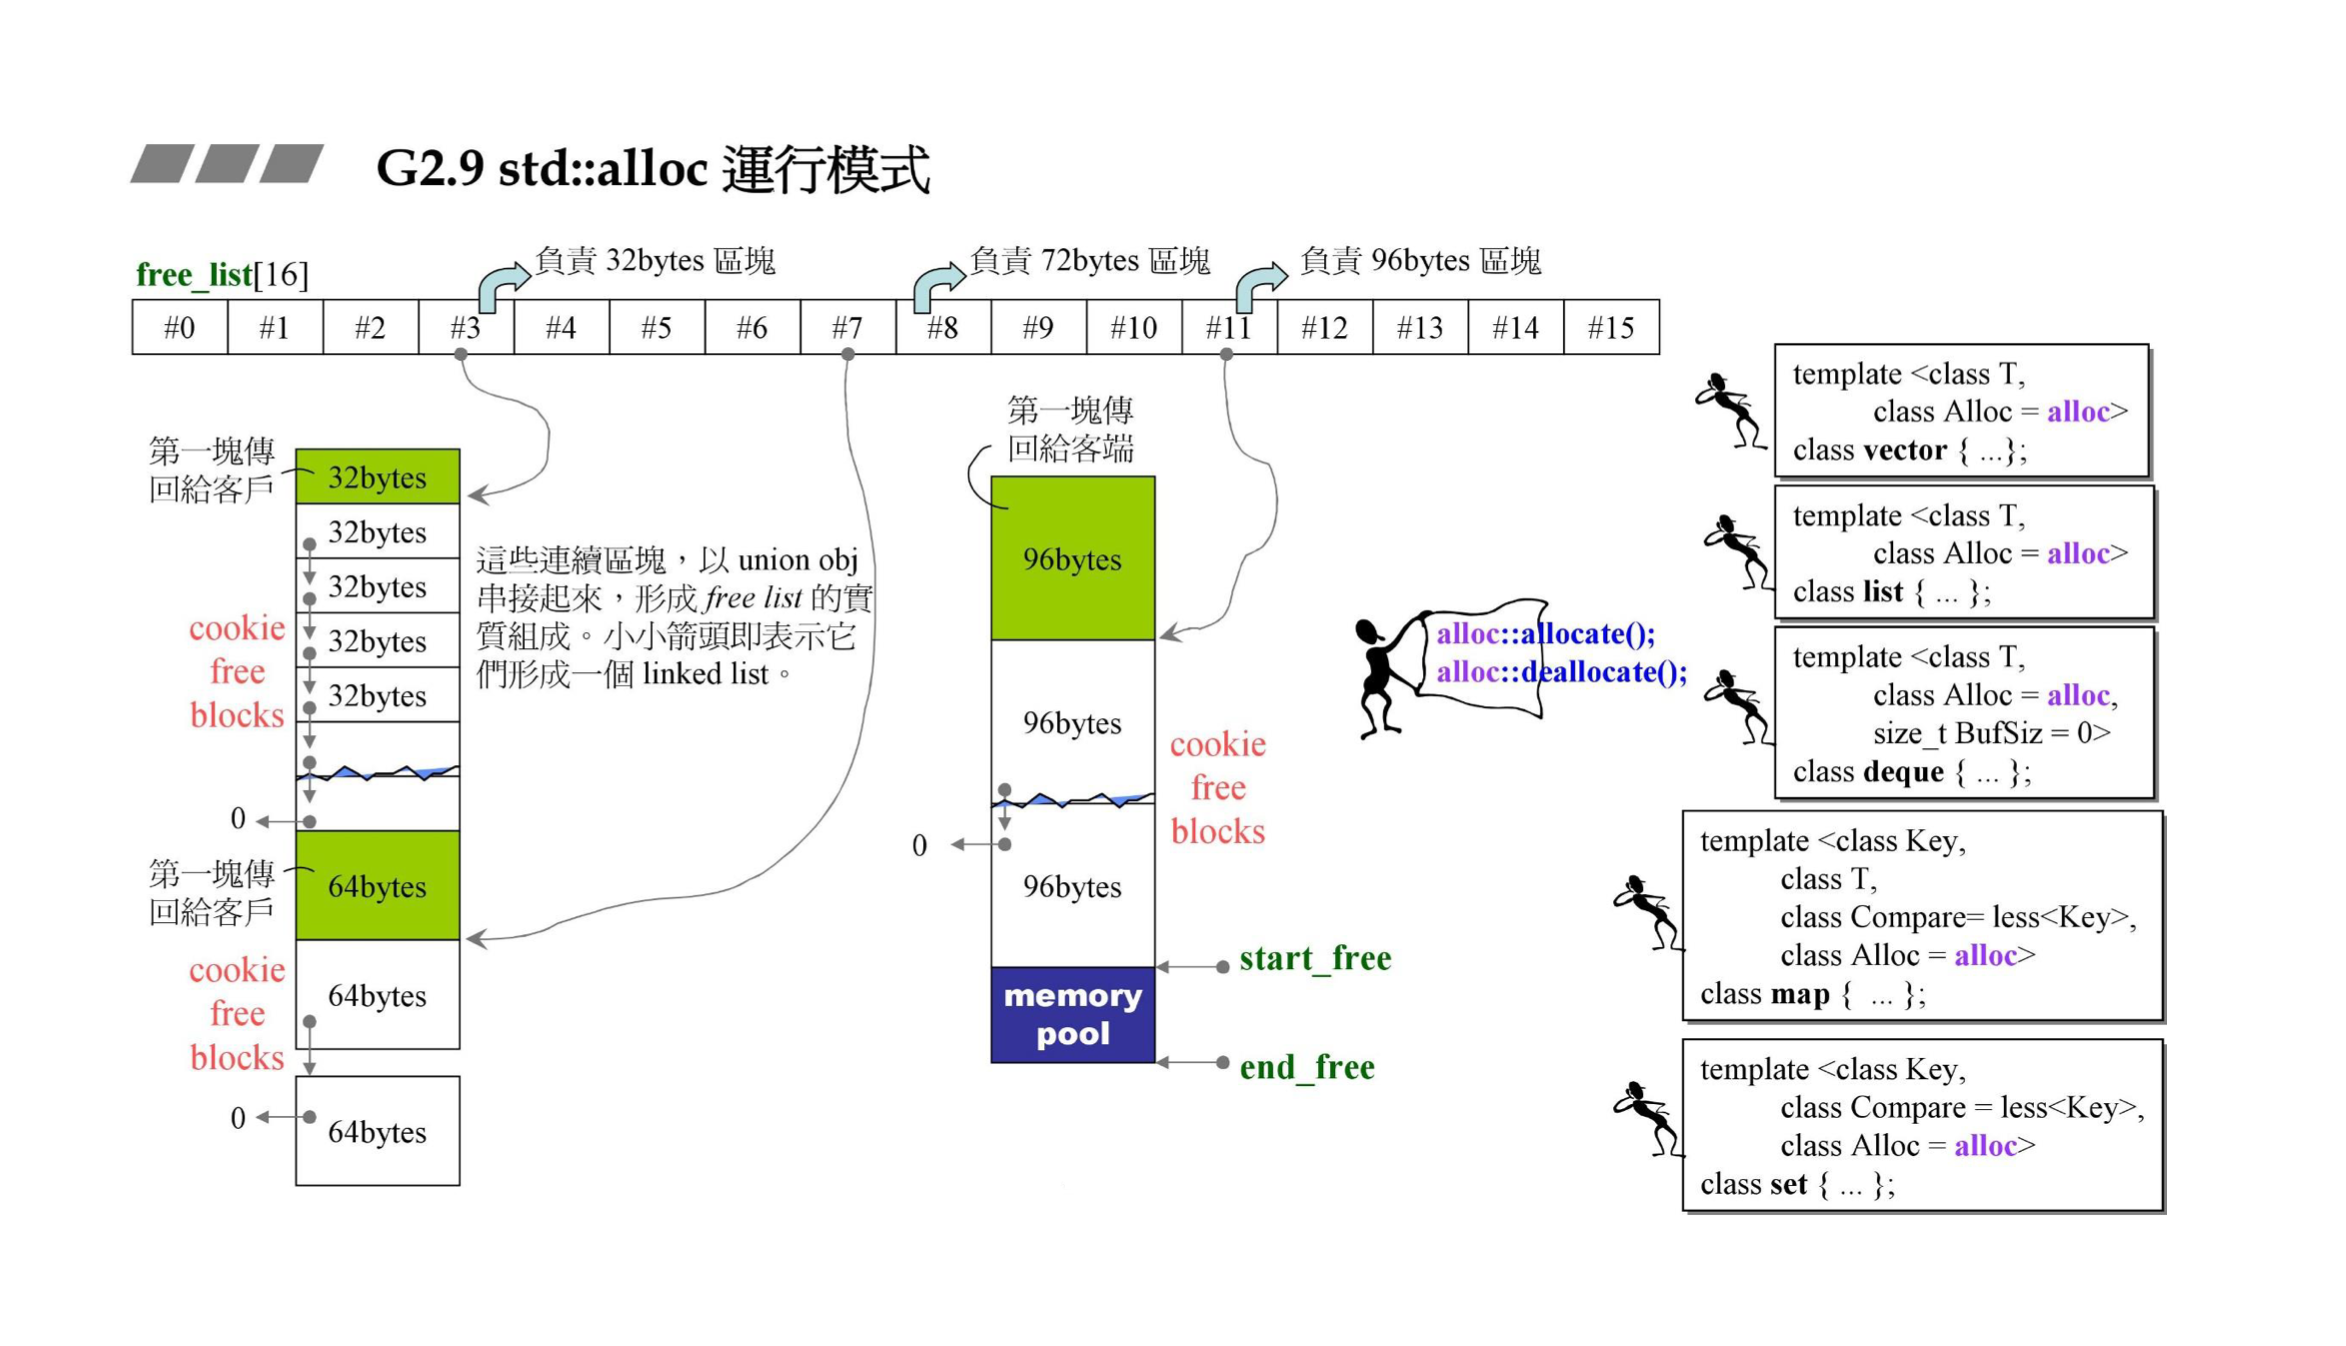 G2.9 std::alloc 運行模式
free_list[16]
負責 32bytes 區塊
負責 72bytes 區塊
負責 96bytes 區塊
#0 #1 #2 #3 #4 #5 #6 #7 #8 #9 #10 #11 #12 #13 #14 #15
第一塊傳
回給客戶
32bytes
32bytes
32bytes
32bytes
32bytes
cookie
free
blocks
0
這些連續區塊，以 union obj
串接起來，形成 free list 的實
質組成。小小箭頭即表示它
們形成一個 linked list。
第一塊傳
回給客戶
64bytes
64bytes
cookie
free
blocks
0
64bytes
第一塊傳
回給客端
96bytes
96bytes
cookie
free
blocks
0
96bytes
start_free
memory
pool
end_free
alloc::allocate();
alloc::deallocate();
template <class T,
class Alloc = alloc>
class vector { ...};
template <class T,
class Alloc = alloc>
class list { ... };
template <class T,
class Alloc = alloc,
size_t BufSiz = 0>
class deque { ... };
template <class Key,
class T,
class Compare= less<Key>,
class Alloc = alloc>
class map { ... };
template <class Key,
class Compare = less<Key>,
class Alloc = alloc>
class set { ... };